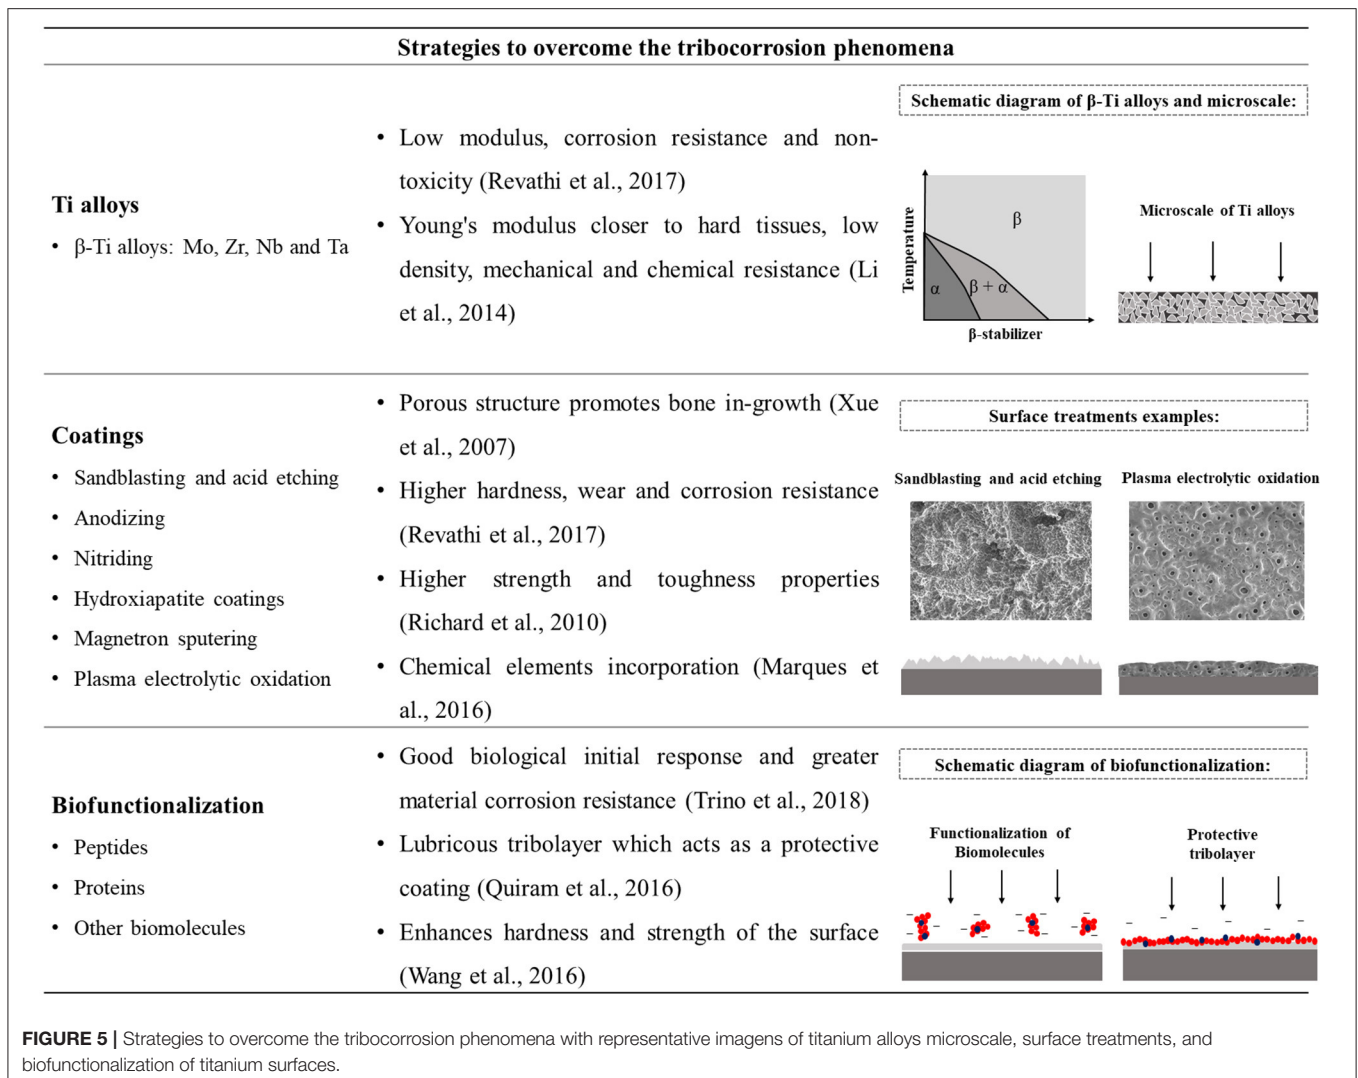 Strategies to overcome the tribocorrosion phenomena
Ti alloys
• β-Ti alloys: Mo, Zr, Nb and Ta
• Low modulus, corrosion resistance and non-
toxicity (Revathi et al., 2017)
• Young's modulus closer to hard tissues, low
density, mechanical and chemical resistance (Li
et al., 2014)
Schematic diagram of β-Ti alloys and microscale:
Temperature
β
α
β + α
β-stabilizer
Microscale of Ti alloys
Coatings
• Sandblasting and acid etching
• Anodizing
• Nitriding
• Hydroxiapatite coatings
• Magnetron sputering
• Plasma electrolytic oxidation
• Porous structure promotes bone in-growth (Xue
et al., 2007)
• Higher hardness, wear and corrosion resistance
(Revathi et al., 2017)
• Higher strength and toughness properties
(Richard et al., 2010)
• Chemical elements incorporation (Marques et
al., 2016)
Surface treatments examples:
Sandblasting and acid etching
Plasma electrolytic oxidation
Biofunctionalization
• Peptides
• Proteins
• Other biomolecules
• Good biological initial response and greater
material corrosion resistance (Trino et al., 2018)
• Lubricous tribolayer which acts as a protective
coating (Quiram et al., 2016)
• Enhances hardness and strength of the surface
(Wang et al., 2016)
Schematic diagram of biofunctionalization:
Functionalization of
Biomolecules
Protective
tribolayer
FIGURE 5 | Strategies to overcome the tribocorrosion phenomena with representative imagens of titanium alloys microscale, surface treatments, and
biofunctionalization of titanium surfaces.